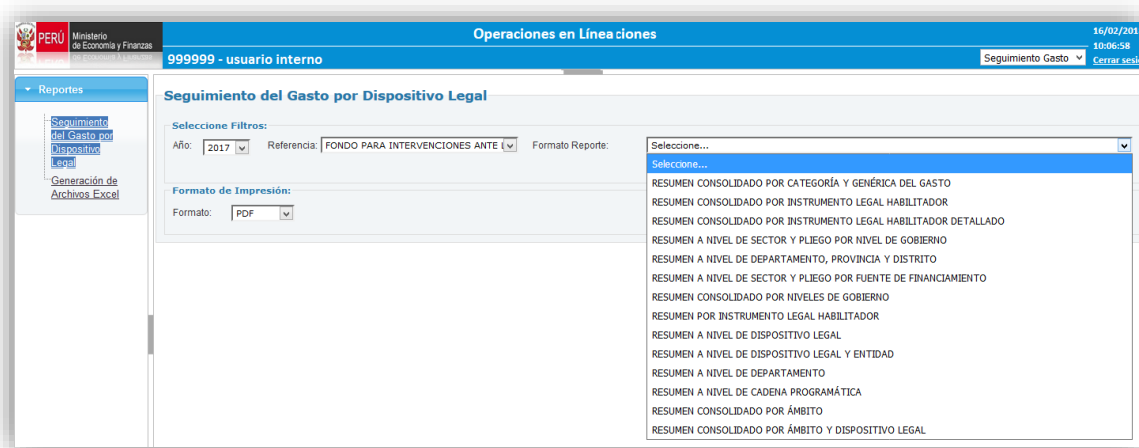 PERÚ
Ministerio
de Economía y Finanzas
Operaciones en Línea:ciones
16/02/201
10:06:58
999999 - usuario interno
Seguimiento Gasto
Cerrar sesi
Reportes
Seguimiento
del Gasto por
Dispositivo
Legal
Generación de
Archivos Excel
Seguimiento del Gasto por Dispositivo Legal
Seleccione Filtros:
Año: 2017 Referencia: FONDO PARA INTERVENCIONES ANTE L Formato Reporte: Seleccione...
Seleccione...
RESUMEN CONSOLIDADO POR CATEGORÍA Y GENÉRICA DEL GASTO
RESUMEN CONSOLIDADO POR INSTRUMENTO LEGAL HABILITADOR
RESUMEN CONSOLIDADO POR INSTRUMENTO LEGAL HABILITADOR DETALLADO
RESUMEN A NIVEL DE SECTOR Y PLIEGO POR NIVEL DE GOBIERNO
RESUMEN A NIVEL DE DEPARTAMENTO, PROVINCIA Y DISTRITO
RESUMEN A NIVEL DE SECTOR Y PLIEGO POR FUENTE DE FINANCIAMIENTO
RESUMEN CONSOLIDADO POR NIVELES DE GOBIERNO
RESUMEN POR INSTRUMENTO LEGAL HABILITADOR
RESUMEN A NIVEL DE DISPOSITIVO LEGAL
RESUMEN A NIVEL DE DISPOSITIVO LEGAL Y ENTIDAD
RESUMEN A NIVEL DE DEPARTAMENTO
RESUMEN A NIVEL DE CADENA PROGRAMÁTICA
RESUMEN CONSOLIDADO POR ÁMBITO
RESUMEN CONSOLIDADO POR ÁMBITO Y DISPOSITIVO LEGAL
Formato de Impresión:
Formato: PDF